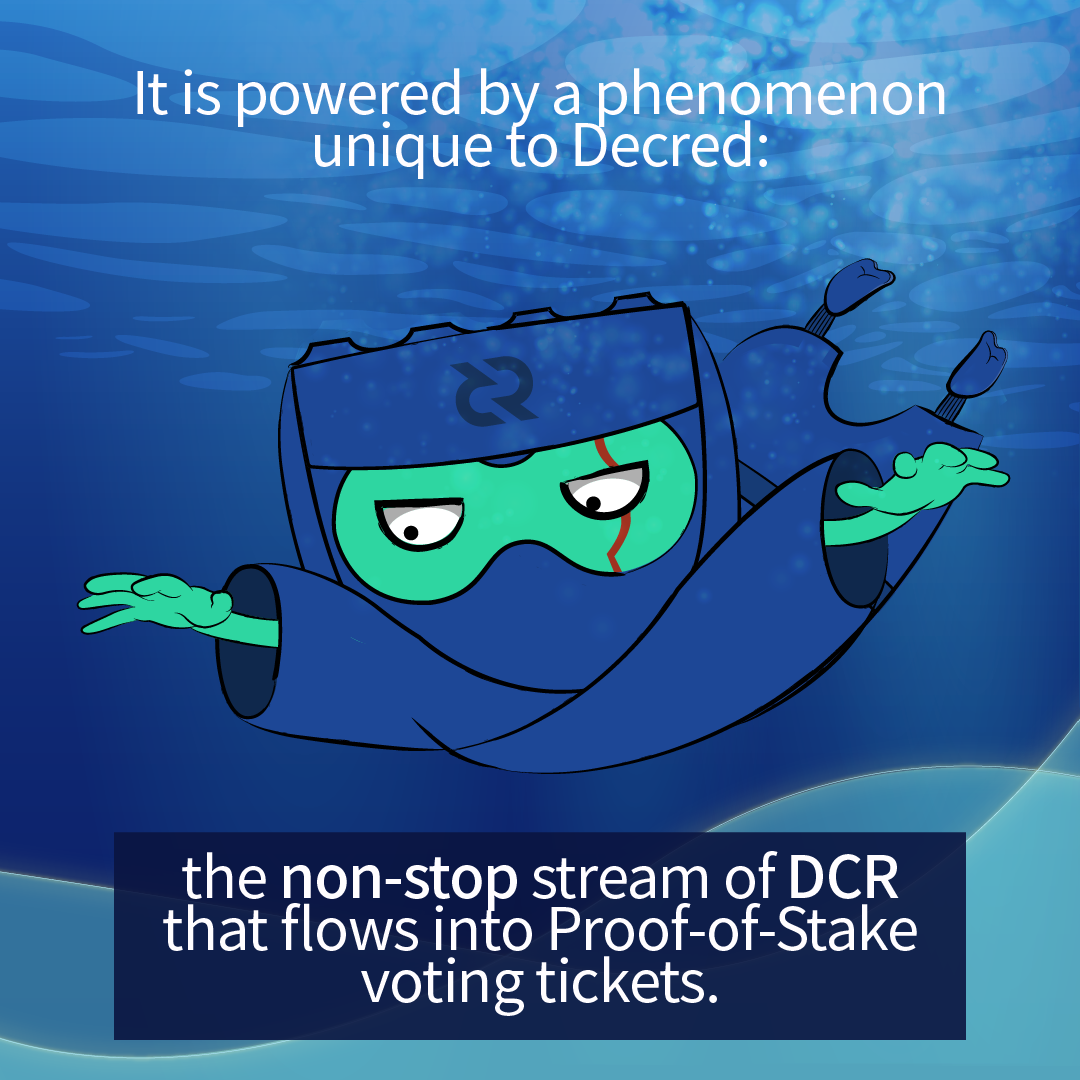 It is powered by a phenomenon
unique to Decred:
the non-stop stream of DCR
that flows into Proof-of-Stake
voting tickets.